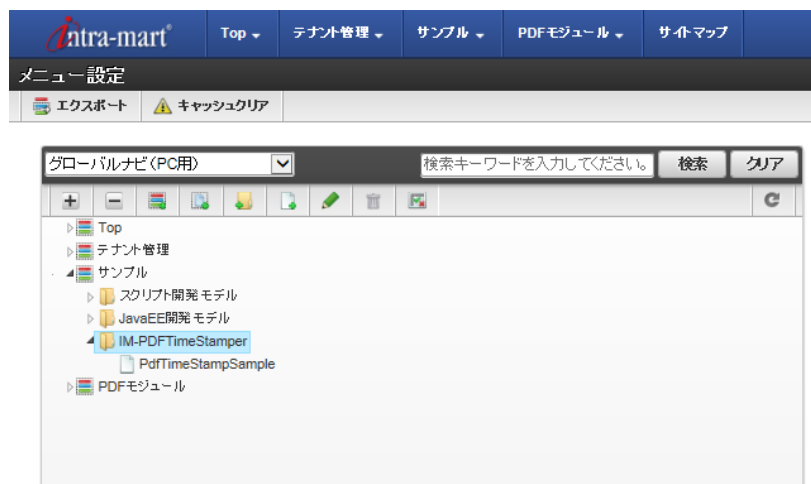 intra-mart® Top テナント管理 サンプル PDFモジュール サイトマップ
メニュー設定
エクスポート キャッシュクリア
グローバルナビ(PC用) 検索キーワードを入力してください。 検索 クリア
Top
テナント管理
サンプル
スクリプト開発モデル
JavaEE開発モデル
IM-PDFTimeStamper
PdfTimeStampSample
PDFモジュール